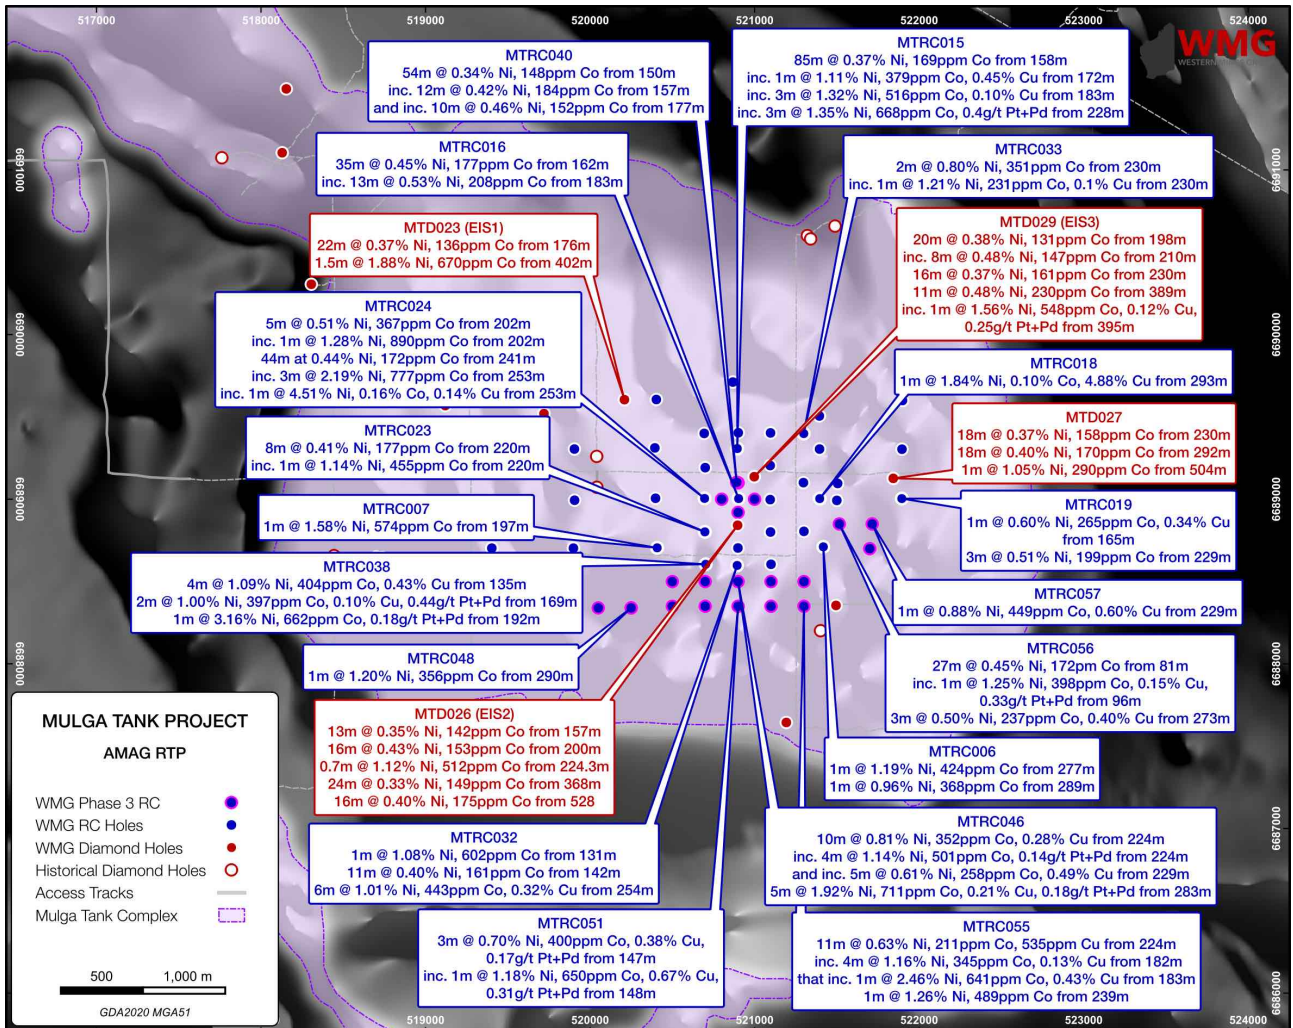 517000 518000 519000 520000 521000 522000 523000 524000
WMG
WESTERN
MTRC040
54m @ 0.34% Ni, 148ppm Co from 150m
inc. 12m @ 0.42% Ni, 184ppm Co from 157m
and inc. 10m @ 0.46% Ni, 152ppm Co from 177m
MTRC015
85m @ 0.37% Ni, 169ppm Co from 158m
inc. 1m @ 1.11% Ni, 379ppm Co, 0.45% Cu from 172m
inc. 3m @ 1.32% Ni, 516ppm Co, 0.10% Cu from 183m
inc. 3m @ 1.35% Ni, 668ppm Co, 0.4g/t Pt+Pd from 228m
MTRC016
35m @ 0.45% Ni, 177ppm Co from 162m
inc. 13m @ 0.53% Ni, 208ppm Co from 183m
MTRC033
2m @ 0.80% Ni, 351ppm Co from 230m
inc. 1m @ 1.21% Ni, 231ppm Co, 0.1% Cu from 230m
6691000
6691000
MTD023 (EIS1)
22m @ 0.37% Ni, 136ppm Co from 176m
1.5m @ 1.88% Ni, 670ppm Co from 402m
MTD029 (EIS3)
20m @ 0.38% Ni, 131ppm Co from 198m
inc. 8m @ 0.48% Ni, 147ppm Co from 210m
16m @ 0.37% Ni, 161ppm Co from 230m
11m @ 0.48% Ni, 230ppm Co from 389m
inc. 1m @ 1.56% Ni, 548ppm Co, 0.12% Cu,
0.25g/t Pt+Pd from 395m
MTRC024
5m @ 0.51% Ni, 367ppm Co from 202m
inc. 1m @ 1.28% Ni, 890ppm Co from 202m
44m at 0.44% Ni, 172ppm Co from 241m
inc. 3m @ 2.19% Ni, 777ppm Co from 253m
inc. 1m @ 4.51% Ni, 0.16% Co, 0.14% Cu from 253m
6690000
6690000
MTRC018
1m @ 1.84% Ni, 0.10% Co, 4.88% Cu from 293m
MTRC023
8m @ 0.41% Ni, 177ppm Co from 220m
inc. 1m @ 1.14% Ni, 455ppm Co from 220m
MTD027
18m @ 0.37% Ni, 158ppm Co from 230m
18m @ 0.40% Ni, 170ppm Co from 292m
1m @ 1.05% Ni, 290ppm Co from 504m
6689000
6689000
MTRC007
1m @ 1.58% Ni, 574ppm Co from 197m
MTRC019
1m @ 0.60% Ni, 265ppm Co, 0.34% Cu
from 165m
3m @ 0.51% Ni, 199ppm Co from 229m
MTRC038
4m @ 1.09% Ni, 404ppm Co, 0.43% Cu from 135m
2m @ 1.00% Ni, 397ppm Co, 0.10% Cu, 0.44g/t Pt+Pd from 169m
1m @ 3.16% Ni, 662ppm Co, 0.18g/t Pt+Pd from 192m
MTRC057
1m @ 0.88% Ni, 449ppm Co, 0.60% Cu from 229m
MTRC048
1m @ 1.20% Ni, 356ppm Co from 290m
MTRC056
27m @ 0.45% Ni, 172pm Co from 81m
inc. 1m @ 1.25% Ni, 398ppm Co, 0.15% Cu,
0.33g/t Pt+Pd from 96m
3m @ 0.50% Ni, 237ppm Co, 0.40% Cu from 273m
6688000
6688000
MTD026 (EIS2)
13m @ 0.35% Ni, 142ppm Co from 157m
16m @ 0.43% Ni, 153ppm Co from 200m
0.7m @ 1.12% Ni, 512ppm Co from 224.3m
24m @ 0.33% Ni, 149ppm Co from 368m
16m @ 0.40% Ni, 175ppm Co from 528
MTRC006
1m @ 1.19% Ni, 424ppm Co from 277m
1m @ 0.96% Ni, 368ppm Co from 289m
MTRC032
1m @ 1.08% Ni, 602ppm Co from 131m
11m @ 0.40% Ni, 161ppm Co from 142m
6m @ 1.01% Ni, 443ppm Co, 0.32% Cu from 254m
MTRC046
10m @ 0.81% Ni, 352ppm Co, 0.28% Cu from 224m
inc. 4m @ 1.14% Ni, 501ppm Co, 0.14g/t Pt+Pd from 224m
and inc. 5m @ 0.61% Ni, 258ppm Co, 0.49% Cu from 229m
5m @ 1.92% Ni, 711ppm Co, 0.21% Cu, 0.18g/t Pt+Pd from 283m
6687000
MTRC051
3m @ 0.70% Ni, 400ppm Co, 0.38% Cu,
0.17g/t Pt+Pd from 147m
inc. 1m @ 1.18% Ni, 650ppm Co, 0.67% Cu,
0.31g/t Pt+Pd from 148m
MTRC055
11m @ 0.63% Ni, 211ppm Co, 535ppm Cu from 224m
inc. 4m @ 1.16% Ni, 345ppm Co, 0.13% Cu from 182m
that inc. 1m @ 2.46% Ni, 641ppm Co, 0.43% Cu from 183m
1m @ 1.26% Ni, 489ppm Co from 239m
6686000
MULGA TANK PROJECT
AMAG RTP
WMG Phase 3 RC
WMG RC Holes
WMG Diamond Holes
Historical Diamond Holes
Access Tracks
Mulga Tank Complex
500 1,000 m
GDA2020 MGA51
519000 520000 521000 522000 523000 524000